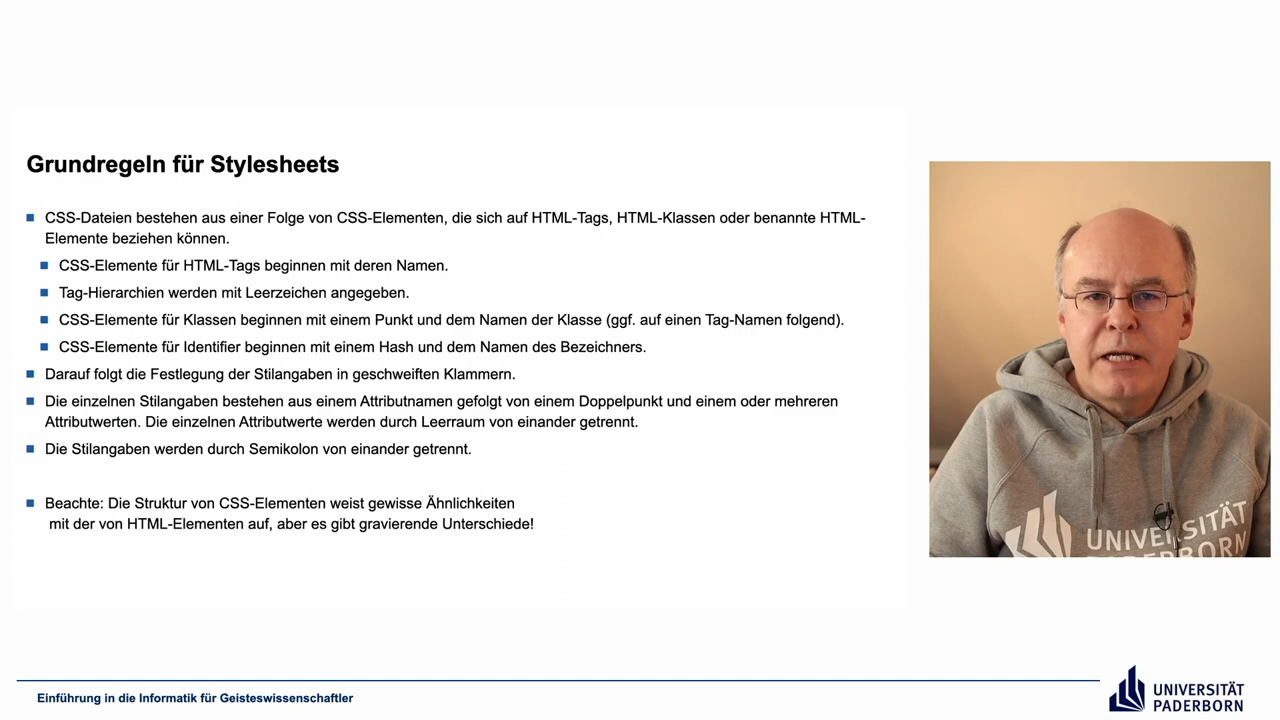 Grundregeln für Stylesheets
CSS-Dateien bestehen aus einer Folge von CSS-Elementen, die sich auf HTML-Tags, HTML-Klassen oder benannte HTML-
Elemente beziehen können.
CSS-Elemente für HTML-Tags beginnen mit deren Namen.
Tag-Hierarchien werden mit Leerzeichen angegeben.
CSS-Elemente für Klassen beginnen mit einem Punkt und dem Namen der Klasse (ggf. auf einen Tag-Namen folgend).
CSS-Elemente für Identifier beginnen mit einem Hash und dem Namen des Bezeichners.
Darauf folgt die Festlegung der Stilangaben in geschweiften Klammern.
Die einzelnen Stilangaben bestehen aus einem Attributnamen gefolgt von einem Doppelpunkt und einem oder mehreren
Attributwerten. Die einzelnen Attributwerte werden durch Leerraum von einander getrennt.
Die Stilangaben werden durch Semikolon von einander getrennt.
Beachte: Die Struktur von CSS-Elementen weist gewisse Ähnlichkeiten
mit der von HTML-Elementen auf, aber es gibt gravierende Unterschiede!
UNIVERSITÄT
PADERBORN
Einführung in die Informatik für Geisteswissenschaftler
UNIVERSITÄT
PADERBORN